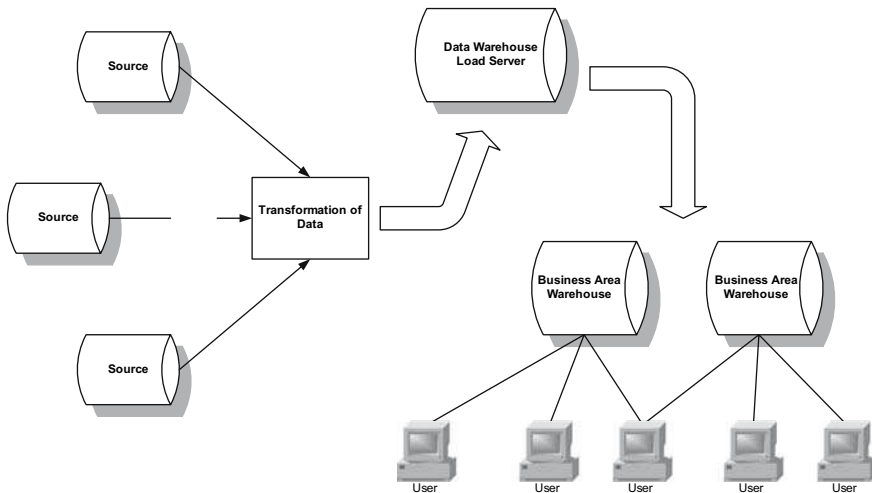 Source
Source
Source
Transformation of
Data
Data Warehouse
Load Server
Business Area
Warehouse
Business Area
Warehouse
User
User
User
User
User